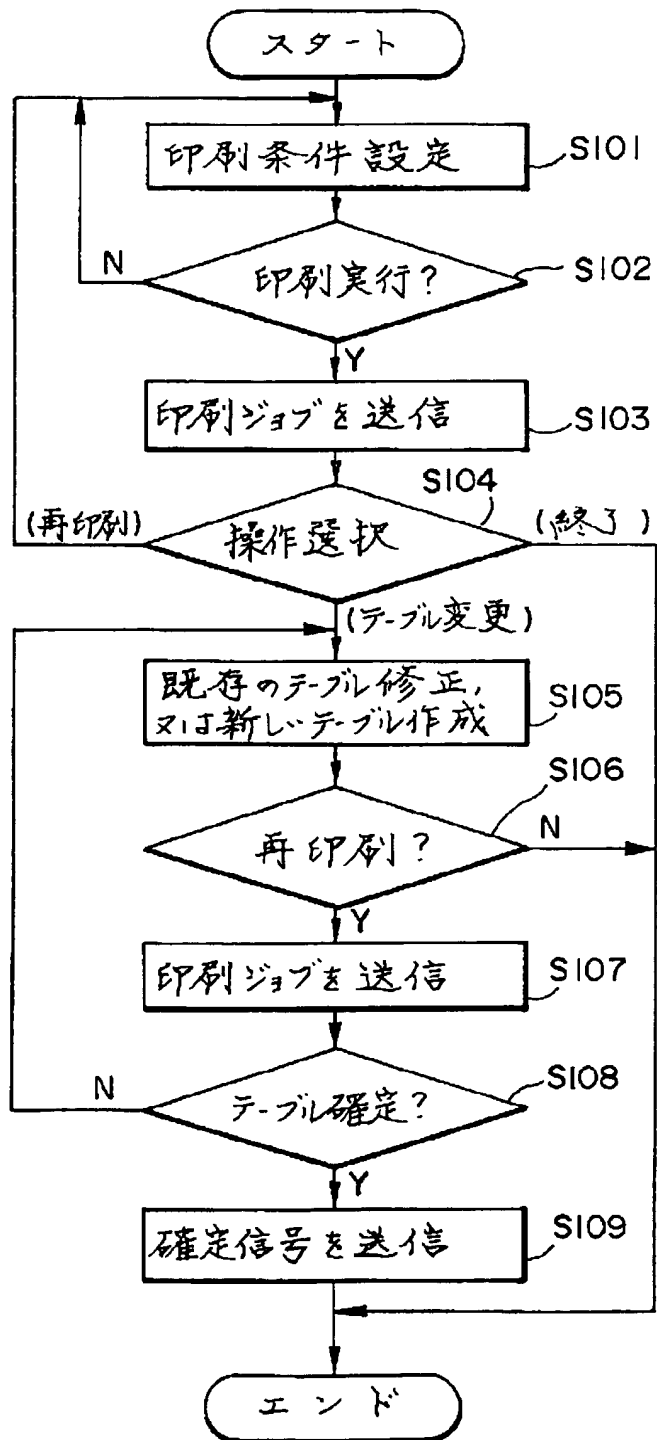 スタート
印刷条件設定
S101
印刷実行?
S102
N
Y
印刷ジョブを送信
S103
S104
(再印刷)
操作選択
(終了)
(テーブル変更)
既存のテーブル修正,
又は新しいテーブル作成
S105
S106
再印刷?
N
Y
印刷ジョブを送信
S107
N
テーブル確定?
S108
Y
確定信号を送信
S109
エンド